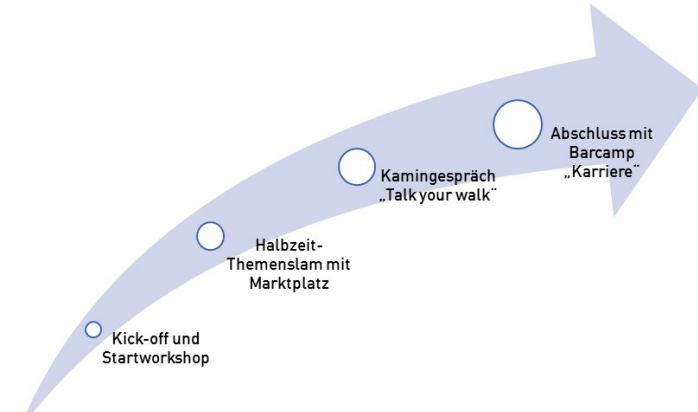 Abschluss mit
Barcamp
„Karriere“
Kamingespräch
„Talk your walk“
Halbzeit-
Themenslam mit
Marktplatz
Kick-off und
Startworkshop